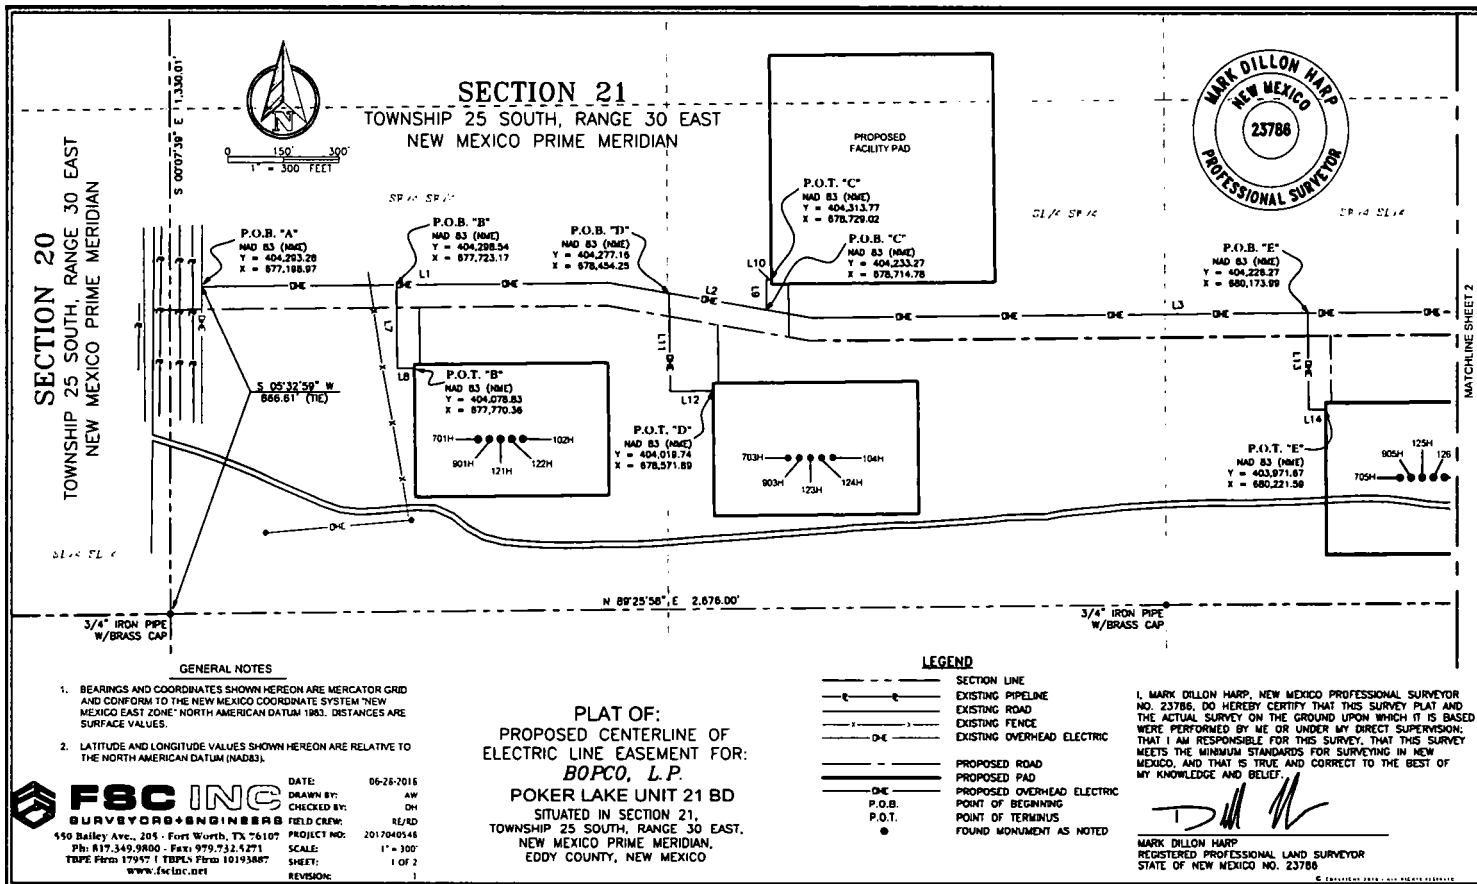 SECTION 21
TOWNSHIP 25 SOUTH, RANGE 30 EAST
NEW MEXICO PRIME MERIDIAN
SECTION 20
TOWNSHIP 25 SOUTH, RANGE 30 EAST
NEW MEXICO PRIME MERIDIAN
S 00°07'39" E 1,330.01'
N
0 150' 300'
1" = 300 FEET
PROPOSED
FACILITY PAD
MARK DILLON HARP
NEW MEXICO
23786
PROFESSIONAL SURVEYOR
P.O.B. "A"
NAD 83 (NME)
Y = 404,293.26
X = 677,198.97
P.O.B. "B"
NAD 83 (NME)
Y = 404,298.54
X = 677,723.17
P.O.B. "D"
NAD 83 (NME)
Y = 404,277.16
X = 678,454.25
P.O.T. "C"
NAD 83 (NME)
Y = 404,313.77
X = 678,729.02
P.O.B. "C"
NAD 83 (NME)
Y = 404,233.27
X = 678,714.78
P.O.B. "E"
NAD 83 (NME)
Y = 404,228.27
X = 680,173.99
L1
L2
L3
L7
L8
L9
L10
L11
L12
L13
L14
OHE
S 05°32'59" W
666.61' (TIE)
P.O.T. "B"
NAD 83 (NME)
Y = 404,078.83
X = 677,770.36
701H
102H
901H
121H
122H
P.O.T. "D"
NAD 83 (NME)
Y = 404,019.74
X = 678,571.89
703H
104H
903H
123H
124H
P.O.T. "E"
NAD 83 (NME)
Y = 403,971.67
X = 680,221.59
705H
905H
125H
126
MATCHLINE SHEET 2
N 89°25'58" E 2,676.00'
3/4" IRON PIPE
W/BRASS CAP
3/4" IRON PIPE
W/BRASS CAP
GENERAL NOTES
1. BEARINGS AND COORDINATES SHOWN HEREON ARE MERCATOR GRID
AND CONFORM TO THE NEW MEXICO COORDINATE SYSTEM "NEW
MEXICO EAST ZONE" NORTH AMERICAN DATUM 1983. DISTANCES ARE
SURFACE VALUES.
2. LATITUDE AND LONGITUDE VALUES SHOWN HEREON ARE RELATIVE TO
THE NORTH AMERICAN DATUM (NAD83).
FSC INC
SURVEYORS+ENGINEERS
550 Bailey Ave., 205 - Fort Worth, TX 76107
Ph: 817.349.9800 - Fax: 979.732.5271
TBPE Firm 17957 | TBPLS Firm 10193887
www.fscinc.net
DATE: 06-28-2018
DRAWN BY: AW
CHECKED BY: DH
FIELD CREW: RE/RD
PROJECT NO: 2017040546
SCALE: 1" = 300'
SHEET: 1 OF 2
REVISION: 1
PLAT OF:
PROPOSED CENTERLINE OF
ELECTRIC LINE EASEMENT FOR:
BOPCO, L.P.
POKER LAKE UNIT 21 BD
SITUATED IN SECTION 21,
TOWNSHIP 25 SOUTH, RANGE 30 EAST,
NEW MEXICO PRIME MERIDIAN,
EDDY COUNTY, NEW MEXICO
LEGEND
SECTION LINE
EXISTING PIPELINE
EXISTING ROAD
EXISTING FENCE
OHE EXISTING OVERHEAD ELECTRIC
PROPOSED ROAD
PROPOSED PAD
OHE PROPOSED OVERHEAD ELECTRIC
P.O.B. POINT OF BEGINNING
P.O.T. POINT OF TERMINUS
FOUND MONUMENT AS NOTED
I, MARK DILLON HARP, NEW MEXICO PROFESSIONAL SURVEYOR
NO. 23786, DO HEREBY CERTIFY THAT THIS SURVEY PLAT AND
THE ACTUAL SURVEY ON THE GROUND UPON WHICH IT IS BASED
WERE PERFORMED BY ME OR UNDER MY DIRECT SUPERVISION;
THAT I AM RESPONSIBLE FOR THIS SURVEY, THAT THIS SURVEY
MEETS THE MINIMUM STANDARDS FOR SURVEYING IN NEW
MEXICO, AND THAT IS TRUE AND CORRECT TO THE BEST OF
MY KNOWLEDGE AND BELIEF.
MARK DILLON HARP
REGISTERED PROFESSIONAL LAND SURVEYOR
STATE OF NEW MEXICO NO. 23786